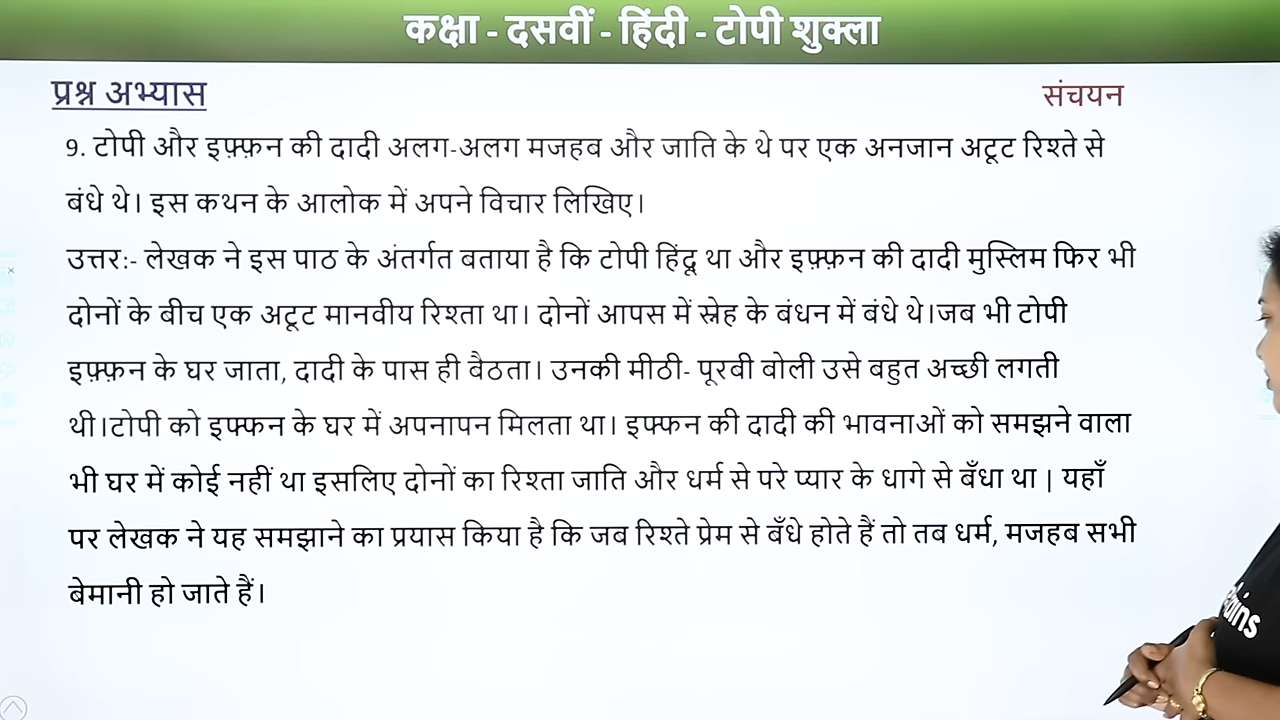 कक्षा - दसवीं - हिंदी - टोपी शुक्ला
प्रश्न अभ्यास
संचयन
9. टोपी और इफ़्फ़न की दादी अलग-अलग मजहब और जाति के थे पर एक अनजान अटूट रिश्ते से
बंधे थे। इस कथन के आलोक में अपने विचार लिखिए।
उत्तर:- लेखक ने इस पाठ के अंतर्गत बताया है कि टोपी हिंदू था और इफ़्फ़न की दादी मुस्लिम फिर भी
दोनों के बीच एक अटूट मानवीय रिश्ता था। दोनों आपस में स्नेह के बंधन में बंधे थे।जब भी टोपी
इफ़्फ़न के घर जाता, दादी के पास ही बैठता। उनकी मीठी- पूरबी बोली उसे बहुत अच्छी लगती
थी।टोपी को इफ्फन के घर में अपनापन मिलता था। इफ्फन की दादी की भावनाओं को समझने वाला
भी घर में कोई नहीं था इसलिए दोनों का रिश्ता जाति और धर्म से परे प्यार के धागे से बँधा था | यहाँ
पर लेखक ने यह समझाने का प्रयास किया है कि जब रिश्ते प्रेम से बँधे होते हैं तो तब धर्म, मजहब सभी
बेमानी हो जाते हैं।